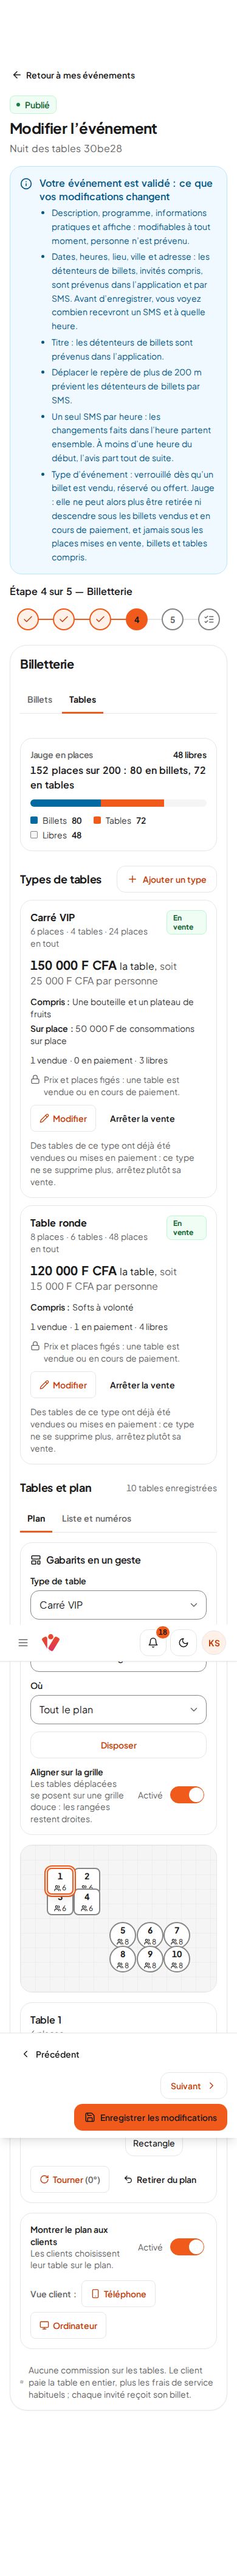 Retour à mes événements
Publié
Modifier l’événement
Nuit des tables 30be28
Votre événement est validé : ce que
vos modifications changent
Description, programme, informations
pratiques et affiche : modifiables à tout
moment, personne n’est prévenu.
Dates, heures, lieu, ville et adresse : les
détenteurs de billets, invités compris,
sont prévenus dans l’application et par
SMS. Avant d’enregistrer, vous voyez
combien recevront un SMS et à quelle
heure.
Titre : les détenteurs de billets sont
prévenus dans l’application.
Déplacer le repère de plus de 200 m
prévient les détenteurs de billets par
SMS.
Un seul SMS par heure : les
changements faits dans l’heure partent
ensemble. À moins d’une heure du
début, l’avis part tout de suite.
Type d’événement : verrouillé dès qu’un
billet est vendu, réservé ou offert. Jauge
: elle ne peut alors plus être retirée ni
descendre sous les billets vendus et en
cours de paiement, et jamais sous les
places mises en vente, billets et tables
compris.
Étape 4 sur 5 — Billetterie
4
5
Billetterie
Billets
Tables
Jauge en places
48 libres
152 places sur 200 : 80 en billets, 72
en tables
Billets 80
Tables 72
Libres 48
Types de tables
Ajouter un type
Carré VIP
En
vente
6 places · 4 tables · 24 places
en tout
150 000 F CFA la table, soit
25 000 F CFA par personne
Compris : Une bouteille et un plateau de
fruits
Sur place : 50 000 F de consommations
sur place
1 vendue · 0 en paiement · 3 libres
Prix et places figés : une table est
vendue ou en cours de paiement.
Modifier
Arrêter la vente
Des tables de ce type ont déjà été
vendues ou mises en paiement : ce type
ne se supprime plus, arrêtez plutôt sa
vente.
Table ronde
En
vente
8 places · 6 tables · 48 places
en tout
120 000 F CFA la table, soit
15 000 F CFA par personne
Compris : Softs à volonté
1 vendue · 1 en paiement · 4 libres
Prix et places figés : une table est
vendue ou en cours de paiement.
Modifier
Arrêter la vente
Des tables de ce type ont déjà été
vendues ou mises en paiement : ce type
ne se supprime plus, arrêtez plutôt sa
vente.
Tables et plan
10 tables enregistrées
Plan
Liste et numéros
Gabarits en un geste
Type de table
Carré VIP
18
KS
Où
Tout le plan
Disposer
Aligner sur la grille
Les tables déplacées
se posent sur une grille
douce : les rangées
restent droites.
Activé
1
6
2
6
3
6
4
6
5
8
6
8
7
8
8
8
9
8
10
8
Table 1
Précédent
Suivant
Enregistrer les modifications
Rectangle
Tourner (0°)
Retirer du plan
Montrer le plan aux
clients
Les clients choisissent
leur table sur le plan.
Activé
Vue client :
Téléphone
Ordinateur
Aucune commission sur les tables. Le client
paie la table en entier, plus les frais de service
habituels ; chaque invité reçoit son billet.